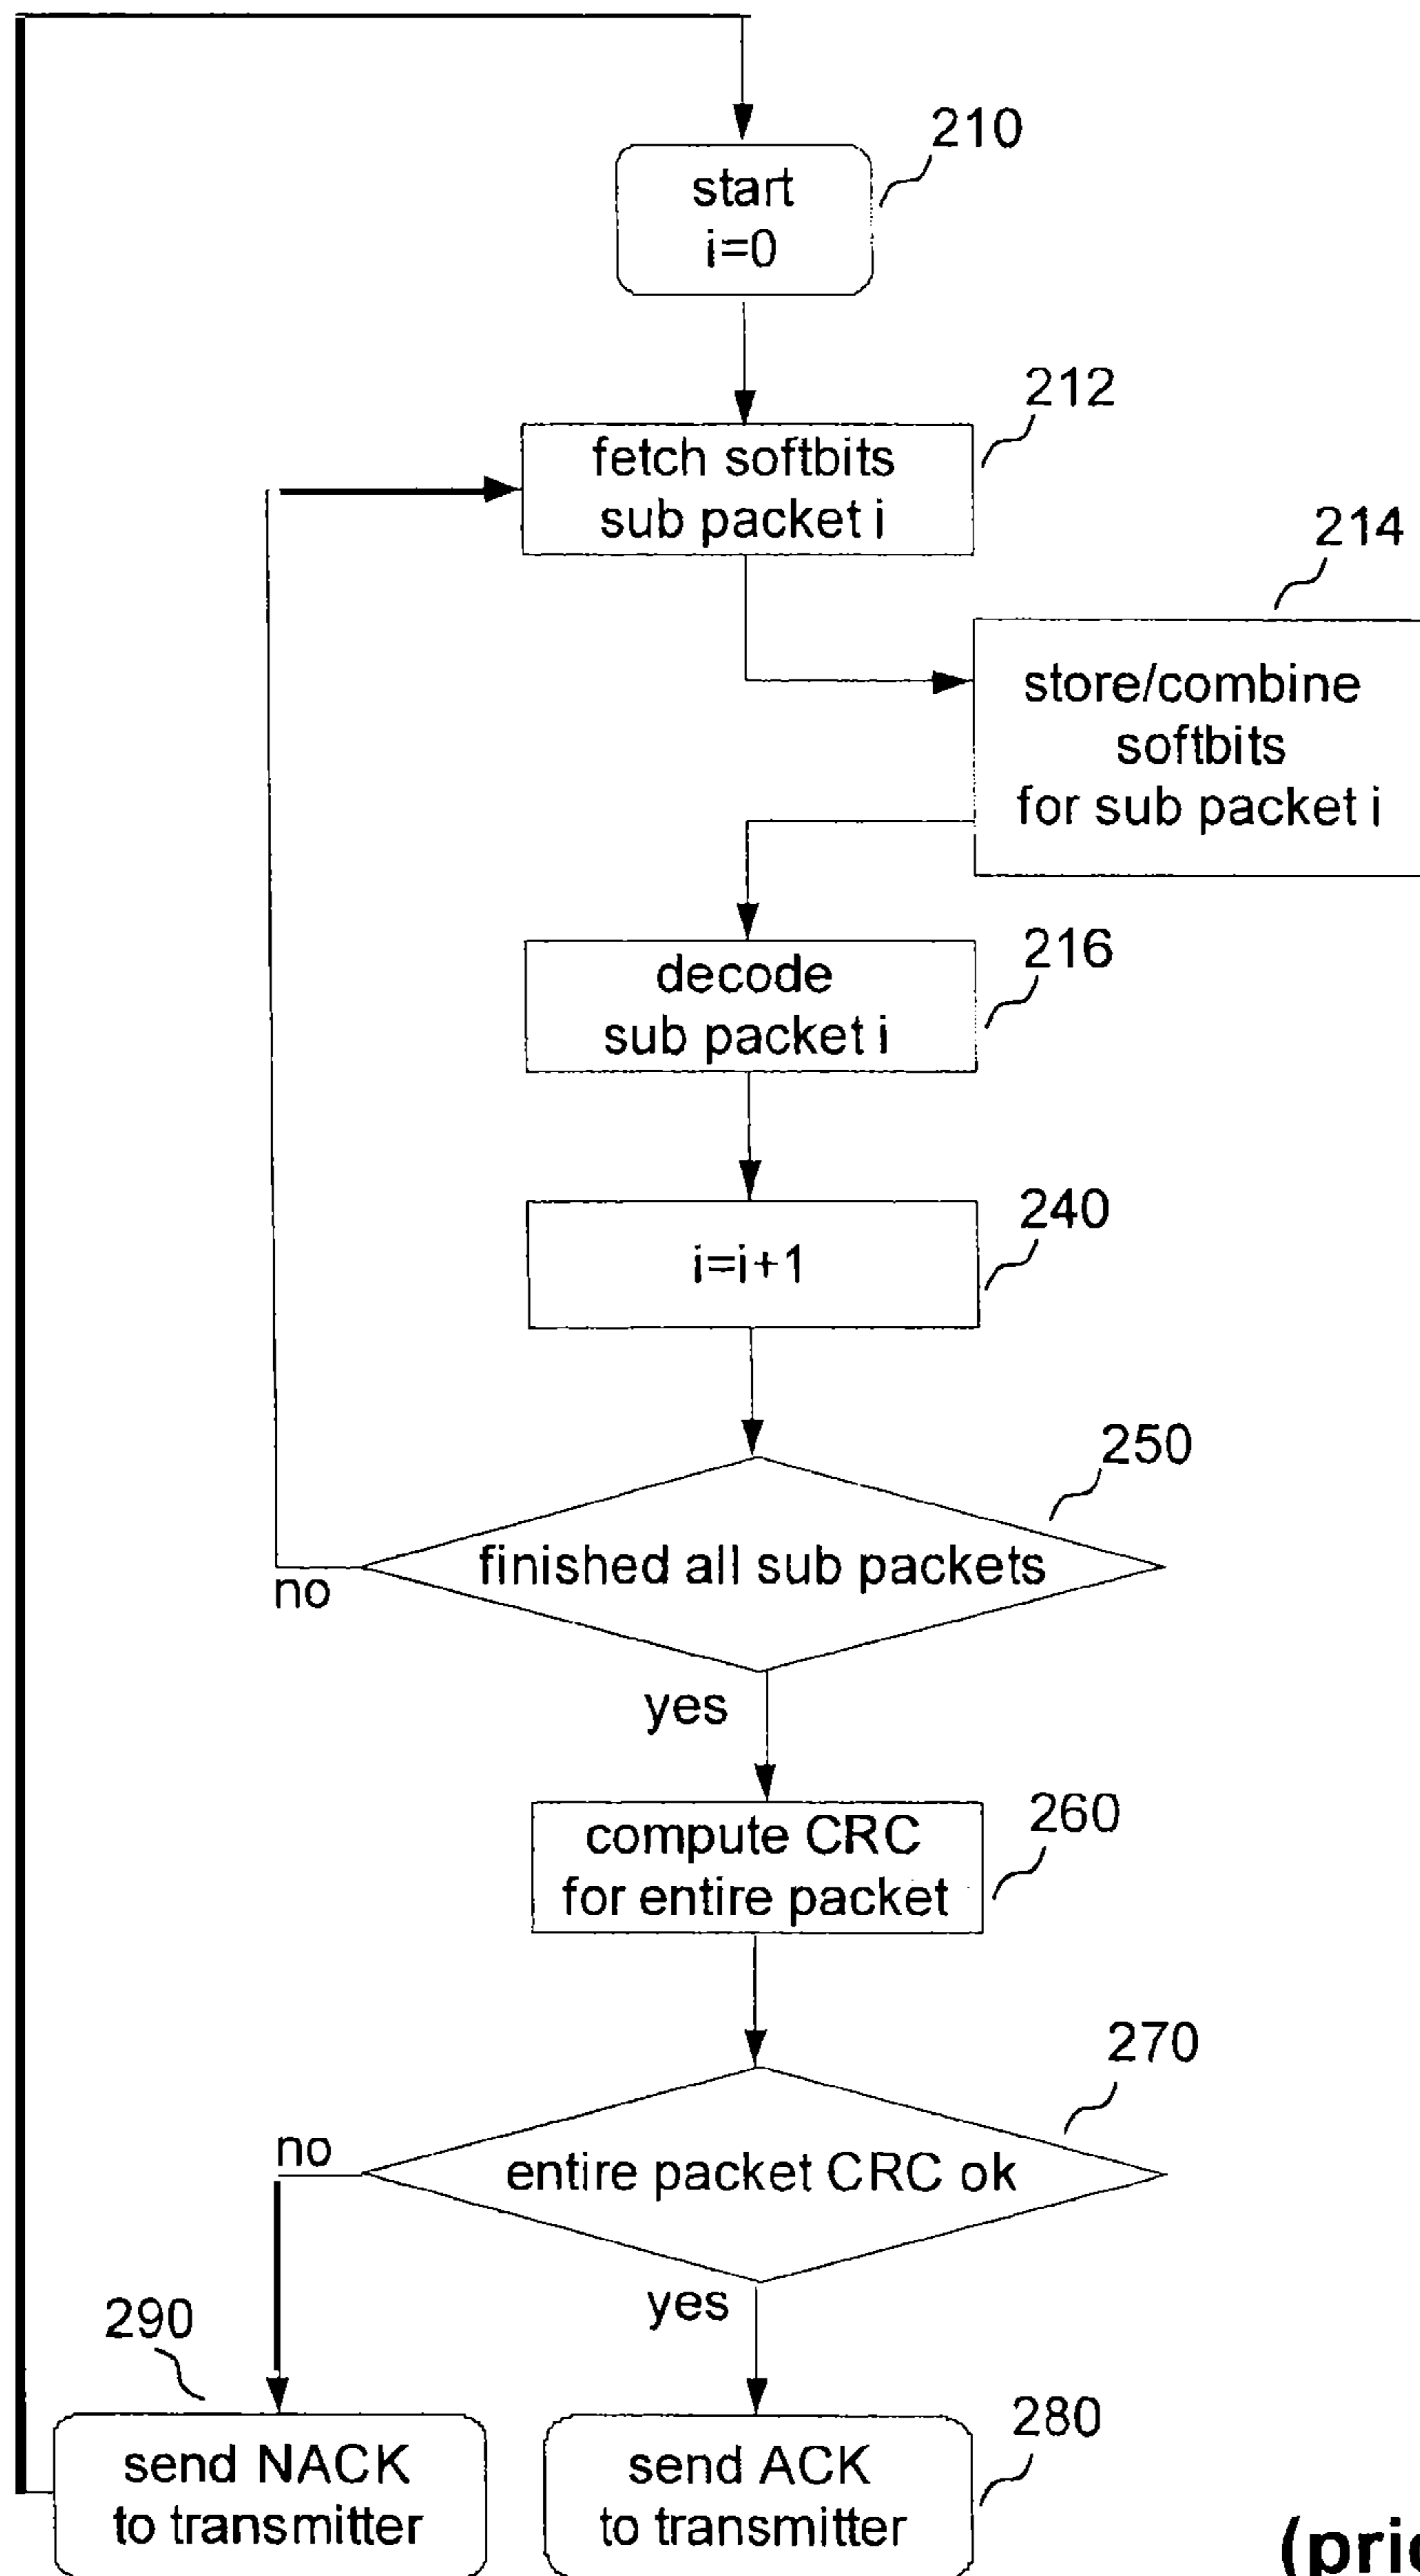 210
start
i=0
212
fetch softbits
sub packet i
214
store/combine
softbits
for sub packet i
216
decode
sub packet i
240
i=i+1
250
finished all sub packets
no
yes
260
compute CRC
for entire packet
270
no
entire packet CRC ok
yes
290
280
send NACK
to transmitter
send ACK
to transmitter